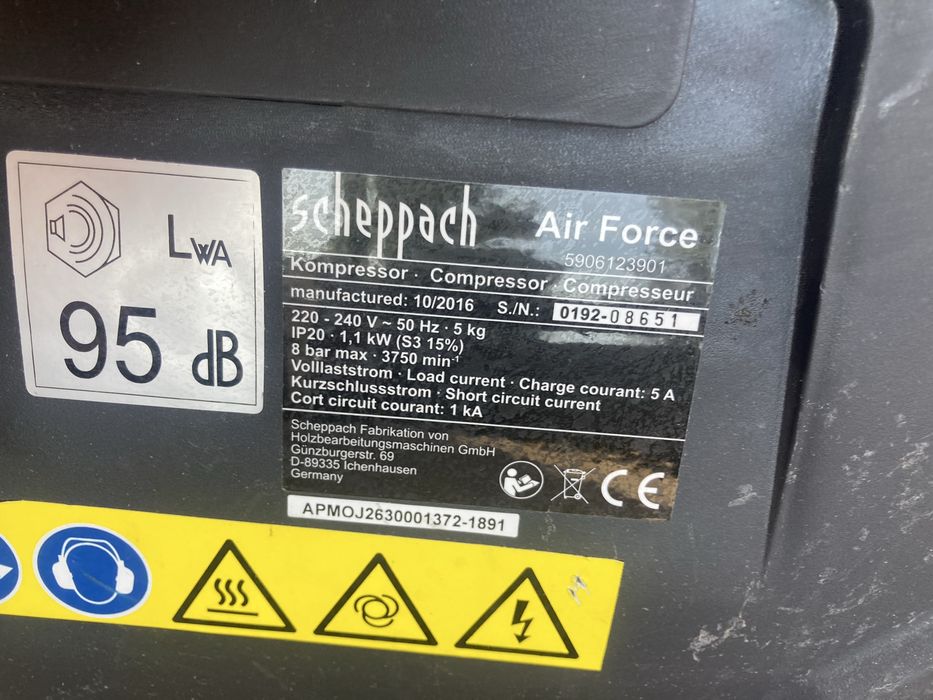 LWA
95 dB
scheppach
Air Force
5906123901
Kompressor · Compressor · Compresseur
manufactured: 10/2016 S./N.: 0192-08651
220 - 240 V ~ 50 Hz · 5 kg
IP20 · 1,1 kW (S3 15%)
8 bar max · 3750 min-1
Volllaststrom · Load current · Charge courant: 5 A
Kurzschlussstrom · Short circuit current
Cort circuit courant: 1 kA
Scheppach Fabrikation von
Holzbearbeitungsmaschinen GmbH
Günzburgerstr. 69
D-89335 Ichenhausen
Germany
CE
APMOJ2630001372-1891